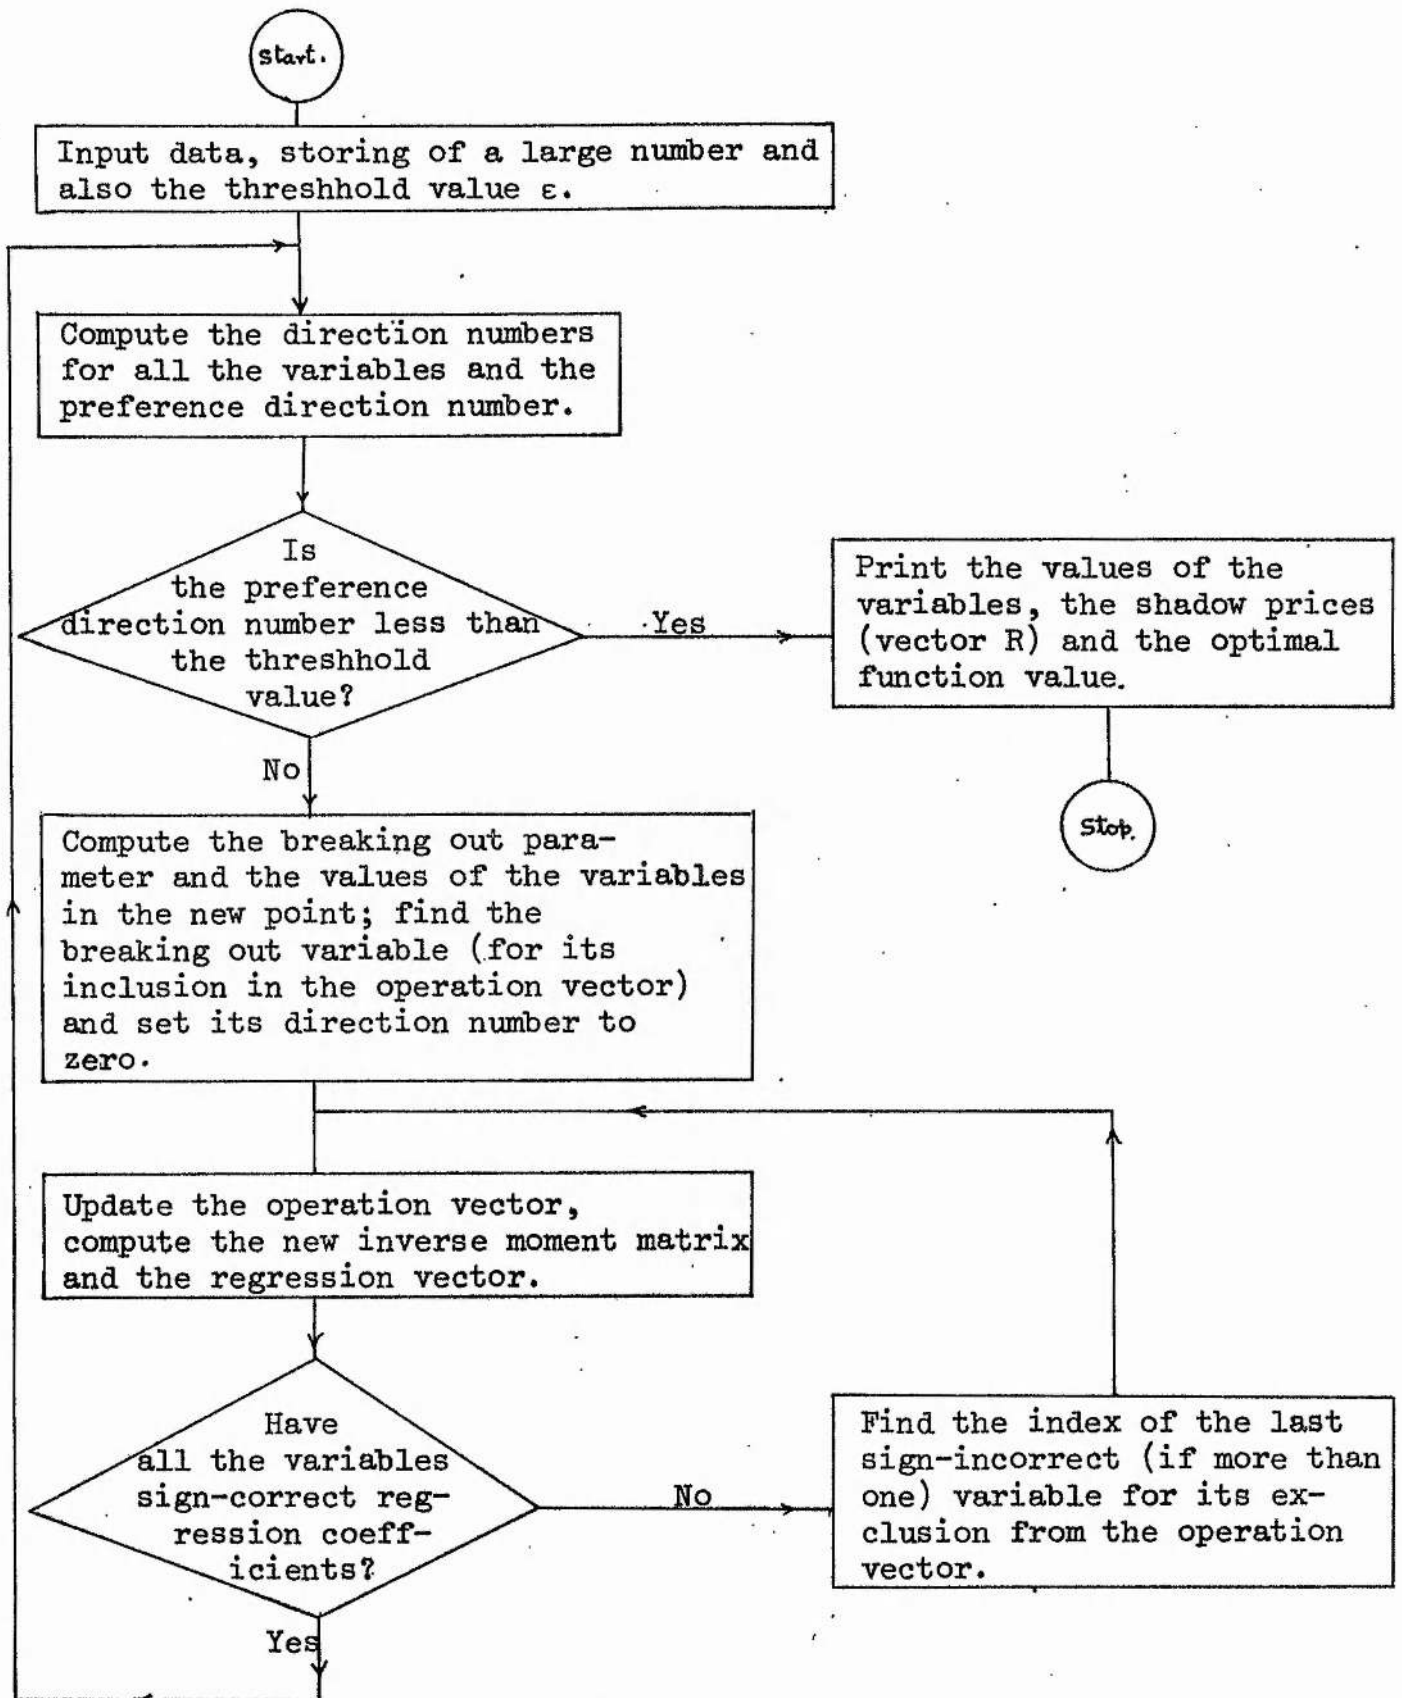 Start.
Input data, storing of a large number and
also the threshhold value ε.
Compute the direction numbers
for all the variables and the
preference direction number.
Is
the preference
direction number less than
the threshhold
value?
Yes
Print the values of the
variables, the shadow prices
(vector R) and the optimal
function value.
Stop.
No
Compute the breaking out para-
meter and the values of the variables
in the new point; find the
breaking out variable (for its
inclusion in the operation vector)
and set its direction number to
zero.
Update the operation vector,
compute the new inverse moment matrix
and the regression vector.
Have
all the variables
sign-correct reg-
ression coeff-
icients?
No
Find the index of the last
sign-incorrect (if more than
one) variable for its ex-
clusion from the operation
vector.
Yes